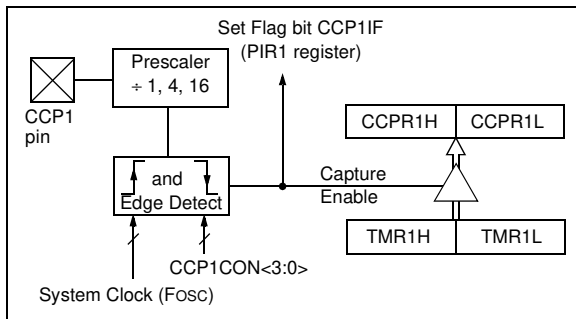 Set Flag bit CCP1IF
(PIR1 register)
Prescaler
÷ 1, 4, 16
CCP1
pin
CCPR1H
CCPR1L
and
Edge Detect
Capture
Enable
TMR1H
TMR1L
CCP1CON<3:0>
System Clock (FOSC)